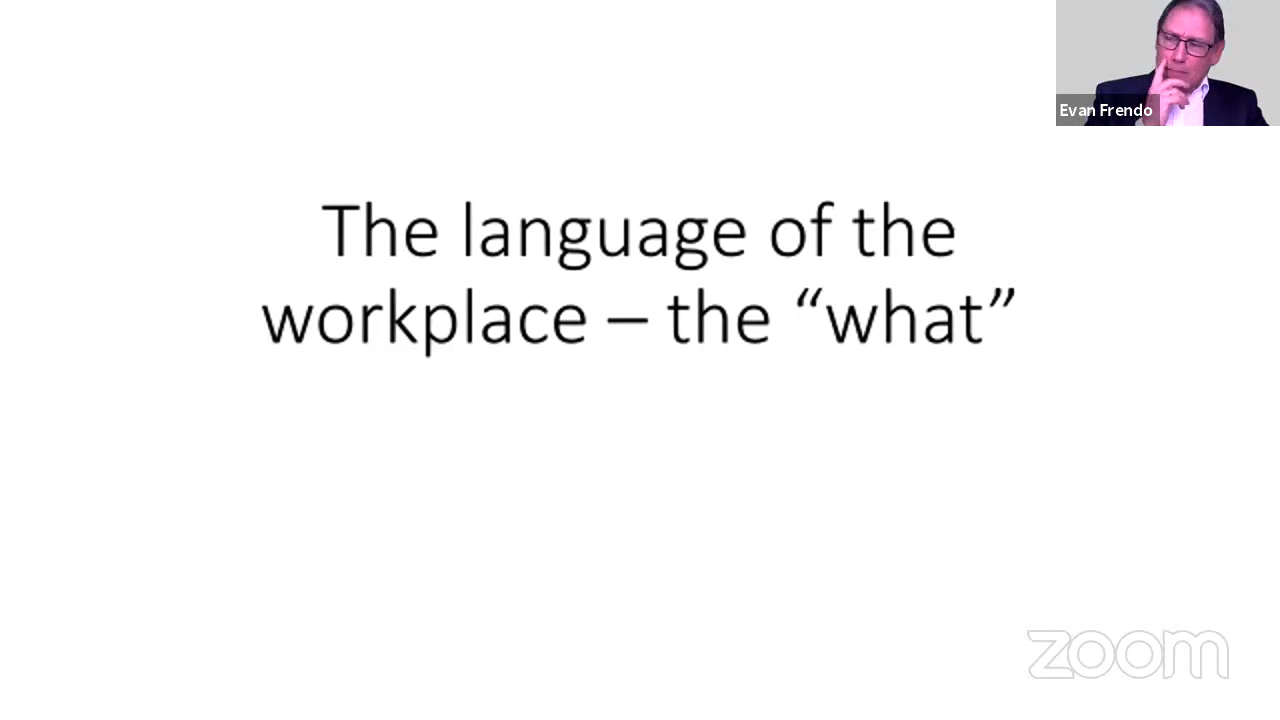 Evan Frendo
The language of the
workplace – the “what”
zoom